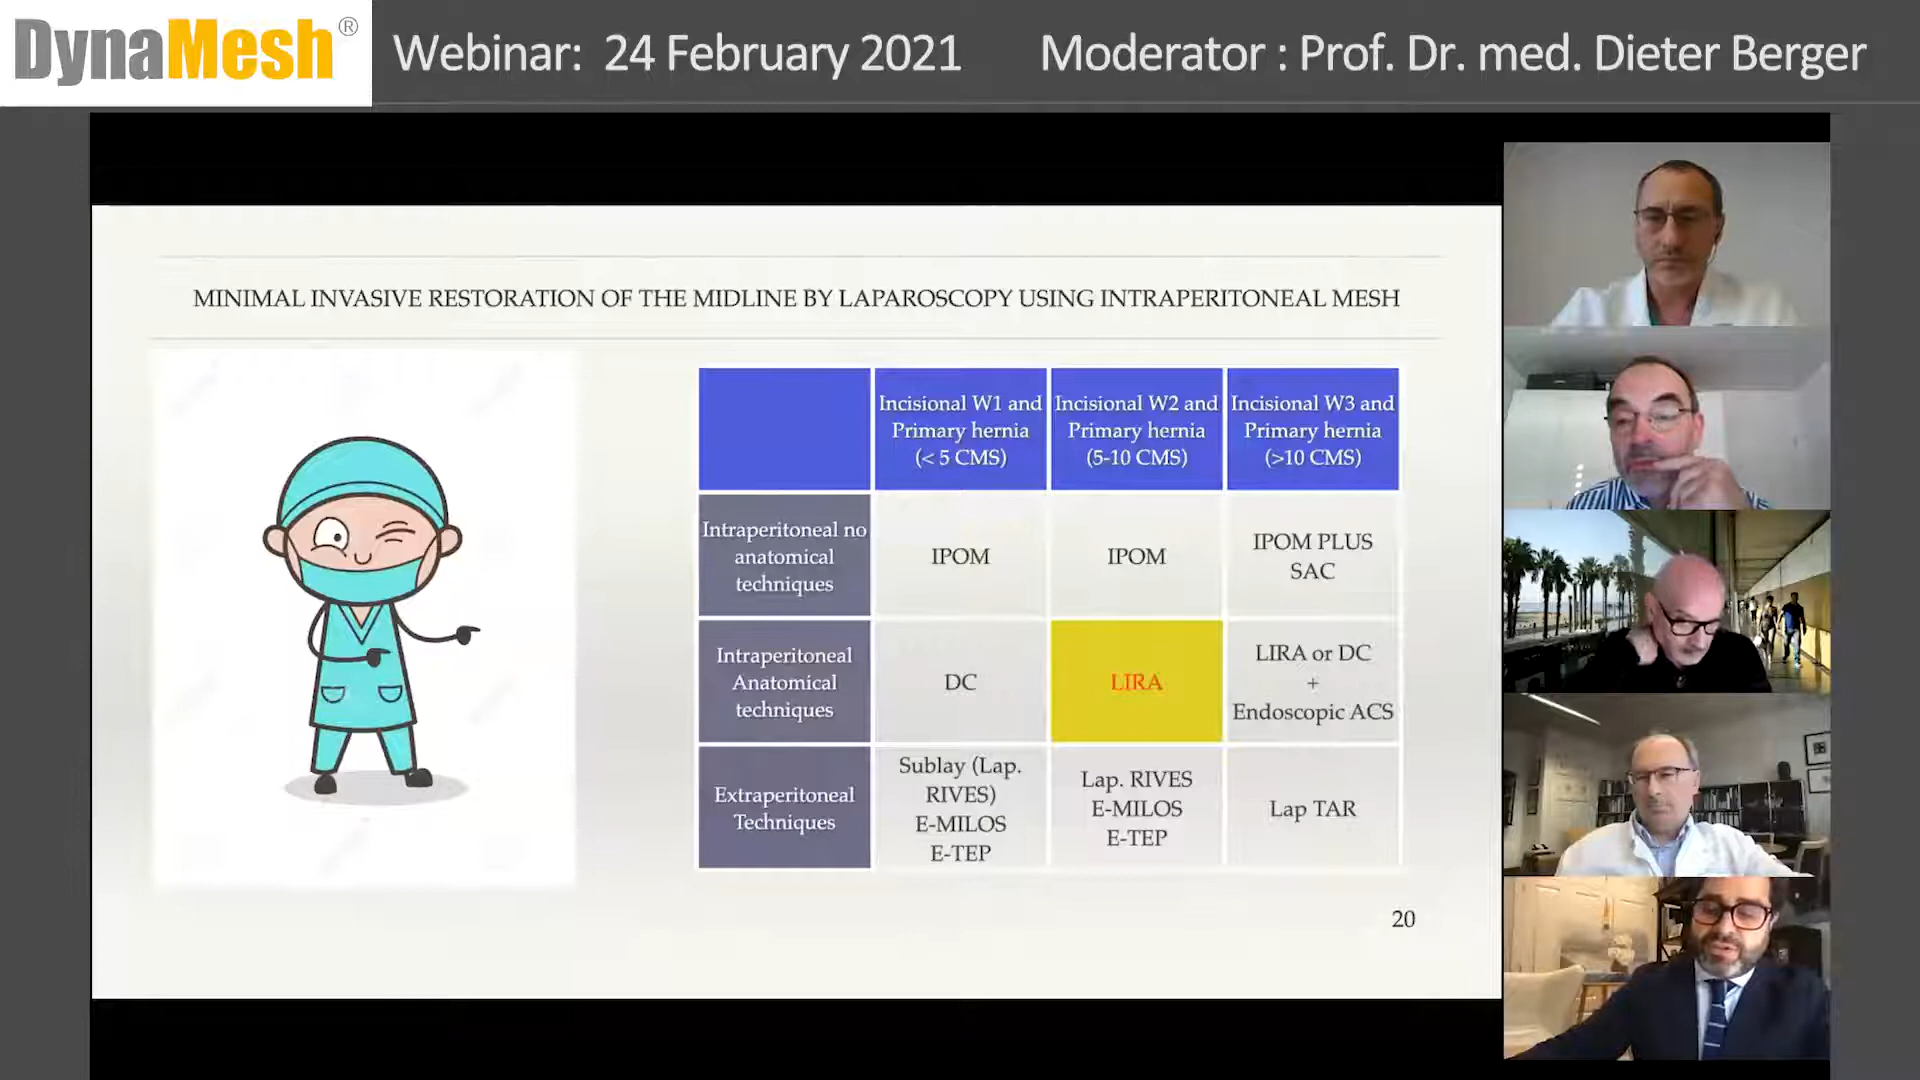 DynaMesh®
Webinar: 24 February 2021 Moderator : Prof. Dr. med. Dieter Berger
MINIMAL INVASIVE RESTORATION OF THE MIDLINE BY LAPAROSCOPY USING INTRAPERITONEAL MESH
Incisional W1 and
Primary hernia
(< 5 CMS)
Incisional W2 and
Primary hernia
(5-10 CMS)
Incisional W3 and
Primary hernia
(>10 CMS)
Intraperitoneal no
anatomical
techniques
IPOM
IPOM
IPOM PLUS
SAC
Intraperitoneal
Anatomical
techniques
DC
LIRA
LIRA or DC
+
Endoscopic ACS
Extraperitoneal
Techniques
Sublay (Lap.
RIVES)
E-MILOS
E-TEP
Lap. RIVES
E-MILOS
E-TEP
Lap TAR
20